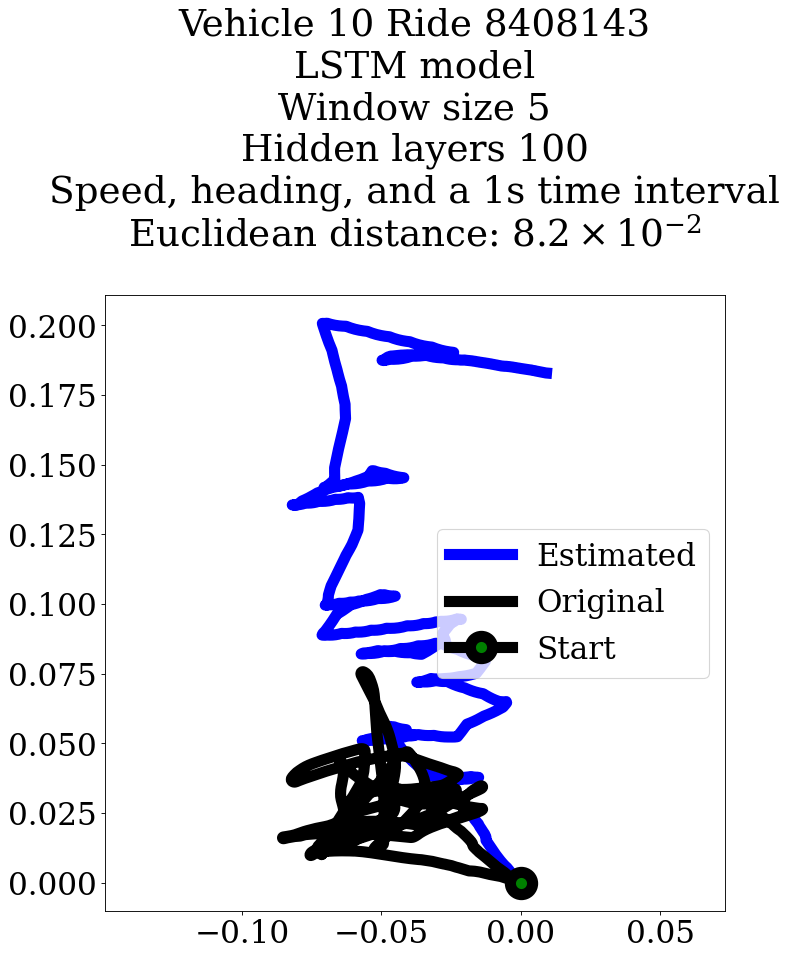 Vehicle 10 Ride 8408143
LSTM model
Window size 5
Hidden layers 100
Speed, heading, and a 1s time interval
Euclidean distance: 8.2 × 10⁻²
0.200
0.175
0.150
0.125
0.100
0.075
0.050
0.025
0.000
Estimated
Original
Start
−0.10 −0.05 0.00 0.05